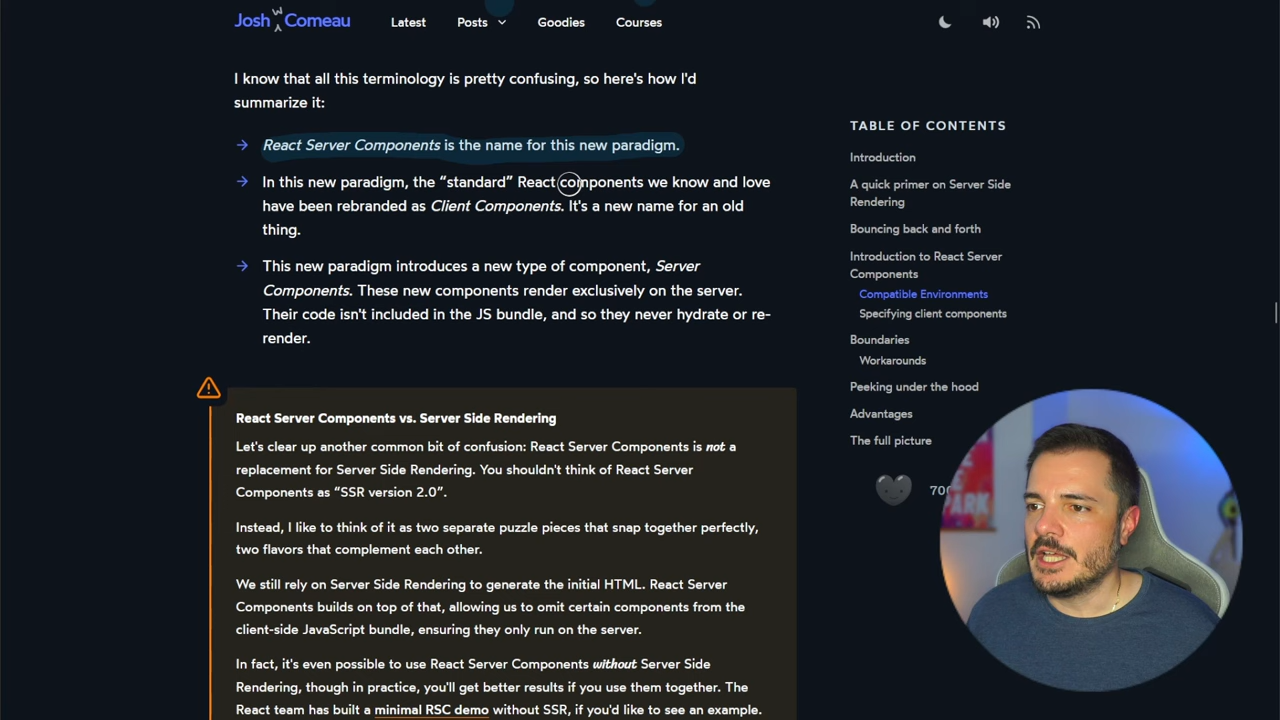 Josh W Comeau
Latest
Posts
Goodies
Courses
I know that all this terminology is pretty confusing, so here's how I'd
summarize it:
→ React Server Components is the name for this new paradigm.
→ In this new paradigm, the “standard” React components we know and love
have been rebranded as Client Components. It's a new name for an old
thing.
→ This new paradigm introduces a new type of component, Server
Components. These new components render exclusively on the server.
Their code isn't included in the JS bundle, and so they never hydrate or re-
render.
React Server Components vs. Server Side Rendering
Let's clear up another common bit of confusion: React Server Components is not a
replacement for Server Side Rendering. You shouldn't think of React Server
Components as “SSR version 2.0”.
Instead, I like to think of it as two separate puzzle pieces that snap together perfectly,
two flavors that complement each other.
We still rely on Server Side Rendering to generate the initial HTML. React Server
Components builds on top of that, allowing us to omit certain components from the
client-side JavaScript bundle, ensuring they only run on the server.
In fact, it's even possible to use React Server Components without Server Side
Rendering, though in practice, you'll get better results if you use them together. The
React team has built a minimal RSC demo without SSR, if you'd like to see an example.
TABLE OF CONTENTS
Introduction
A quick primer on Server Side
Rendering
Bouncing back and forth
Introduction to React Server
Components
Compatible Environments
Specifying client components
Boundaries
Workarounds
Peeking under the hood
Advantages
The full picture